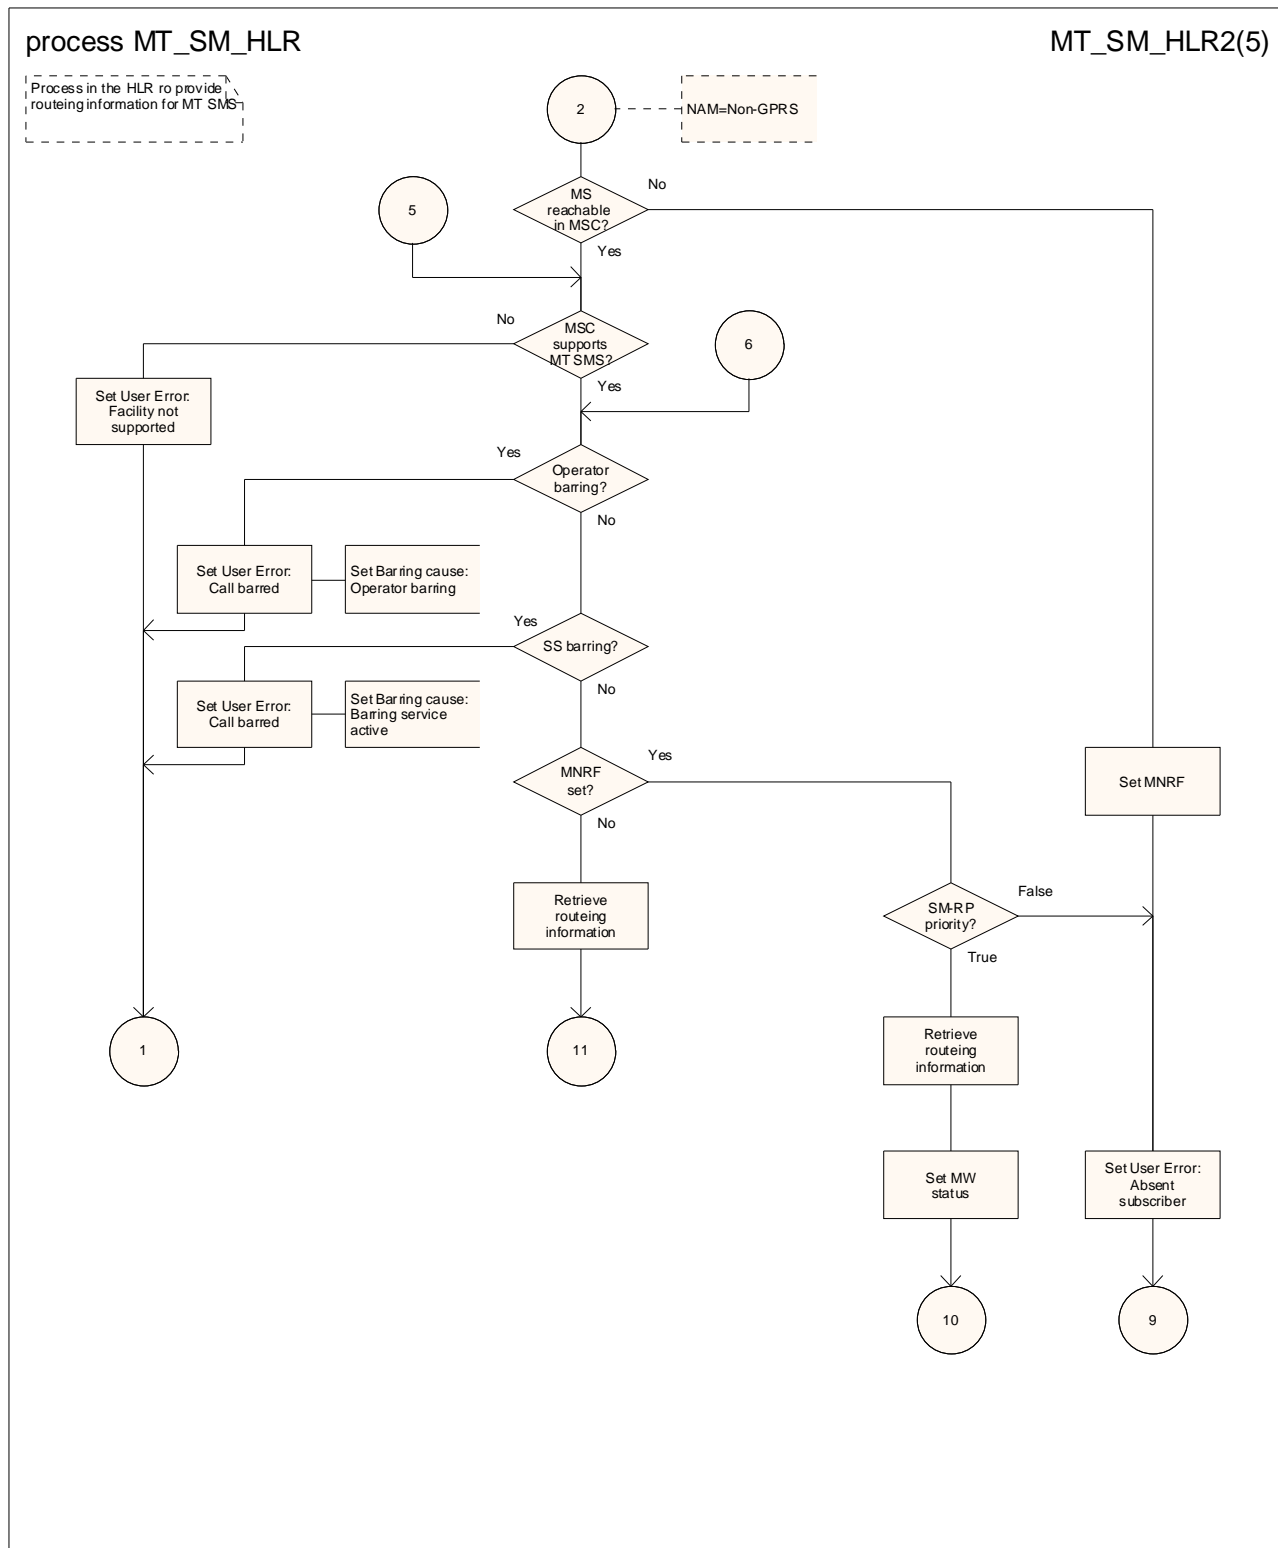 process MT_SM_HLR
MT_SM_HLR2(5)
Process in the HLR ro provide
routeing information for MT SMS
2
NAM=Non-GPRS
MS
reachable
in MSC?
No
Yes
5
MSC
supports
MT SMS?
No
Yes
6
Set User Error:
Facility not
supported
Operator
barring?
Yes
No
Set User Error:
Call barred
Set Barring cause:
Operator barring
SS barring?
Yes
No
Set User Error:
Call barred
Set Barring cause:
Barring service
active
MNRF
set?
Yes
No
Set MNRF
Retrieve
routeing
information
SM-RP
priority?
False
True
1
11
Retrieve
routeing
information
Set MW
status
Set User Error:
Absent
subscriber
10
9